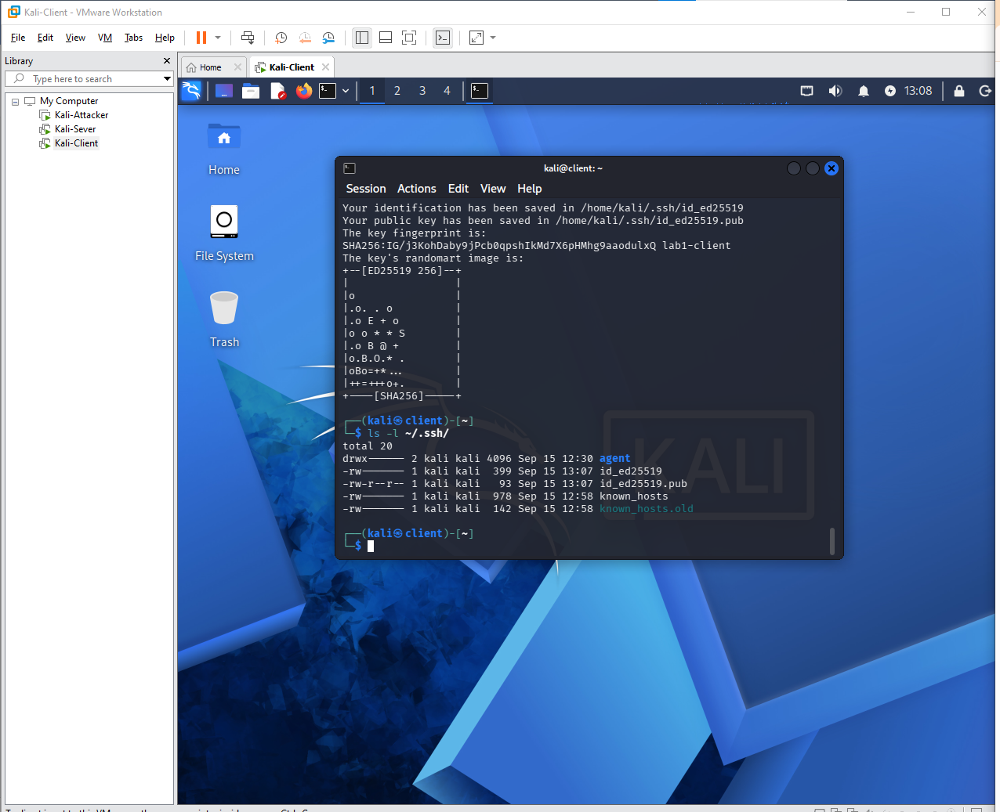 Kali-Client - VMware Workstation
File Edit View VM Tabs Help
Library
Type here to search
My Computer
Kali-Attacker
Kali-Sever
Kali-Client
Home
Kali-Client
1 2 3 4
13:08
Home
File System
Trash
kali@client: ~
Session Actions Edit View Help
Your identification has been saved in /home/kali/.ssh/id_ed25519
Your public key has been saved in /home/kali/.ssh/id_ed25519.pub
The key fingerprint is:
SHA256:IG/j3KohDaby9jPcb0qpshIkMd7X6pHMhg9aaodulxQ lab1-client
The key's randomart image is:
+--[ED25519 256]--+
|                 |
|o                |
|.o. . o          |
|.o E + o         |
|o o * * S        |
|.o B @ +         |
|o.B.O.* .        |
|oBo=+*...        |
|++=+++o+.        |
+----[SHA256]-----+
┌──(kali㉿client)-[~]
└─$ ls -l ~/.ssh/
total 20
drwx------ 2 kali kali 4096 Sep 15 12:30 agent
-rw------- 1 kali kali  399 Sep 15 13:07 id_ed25519
-rw-r--r-- 1 kali kali   93 Sep 15 13:07 id_ed25519.pub
-rw------- 1 kali kali  978 Sep 15 12:58 known_hosts
-rw------- 1 kali kali  142 Sep 15 12:58 known_hosts.old
┌──(kali㉿client)-[~]
└─$
KALI